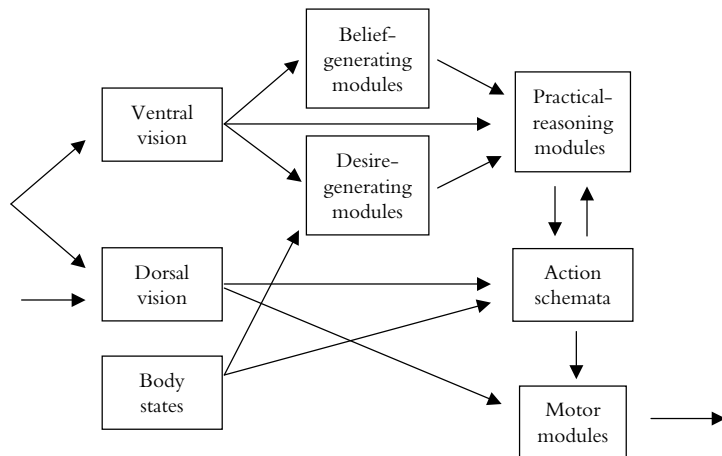 Belief-
generating
modules
Ventral
vision
Practical-
reasoning
modules
Desire-
generating
modules
Dorsal
vision
Action
schemata
Body
states
Motor
modules